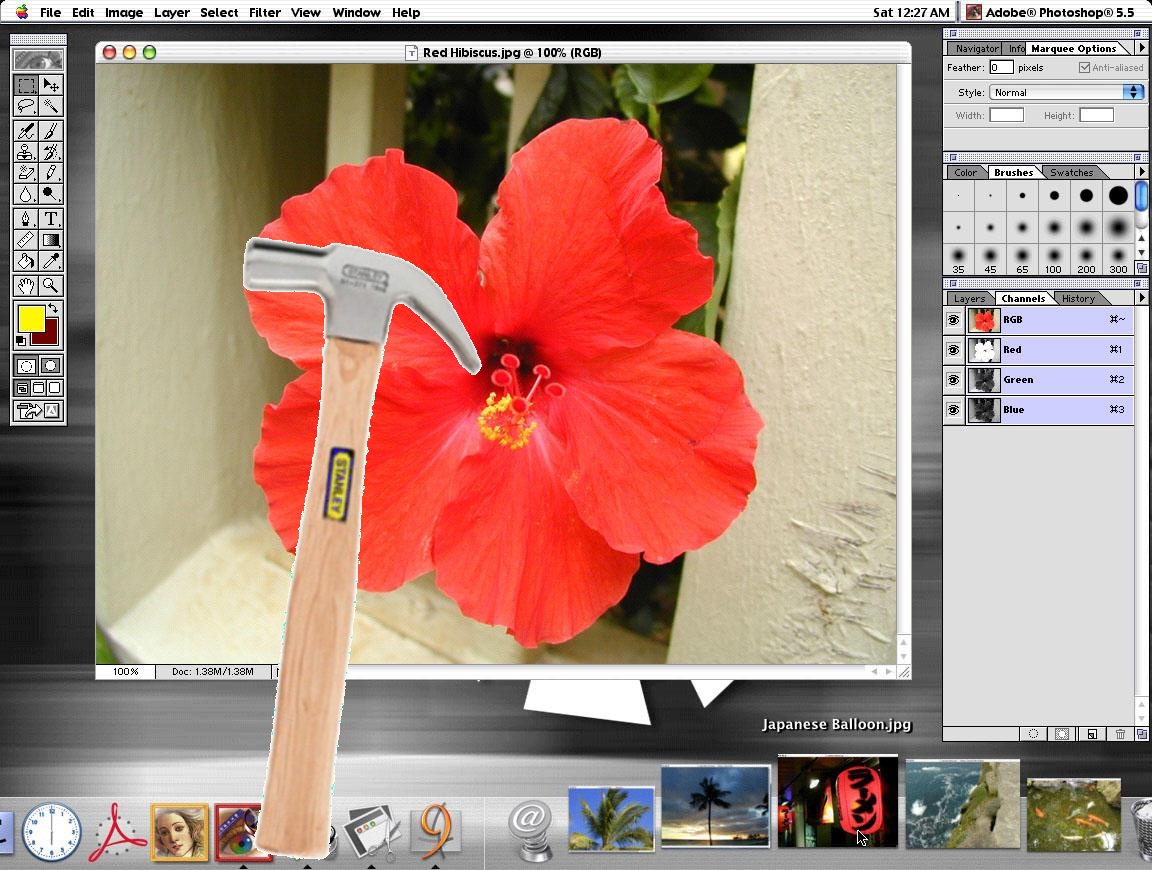 File Edit Image Layer Select Filter View Window Help
Sat 12:27 AM
Adobe® Photoshop® 5.5
Red Hibiscus.jpg @ 100% (RGB)
Navigator Info Marquee Options
Feather: 0 pixels
Anti-aliased
Style: Normal
Width:
Height:
Color Brushes Swatches
35 45 65 100 200 300
Layers Channels History
RGB ⌘~
Red ⌘1
Green ⌘2
Blue ⌘3
STANLEY
STANLEY
100%
Doc: 1.38M/1.38M
Japanese Balloon.jpg
ラーメン
9
@